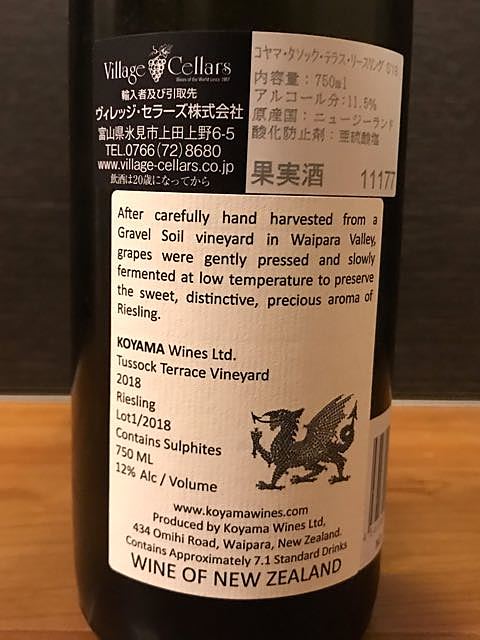 Village Cellars
Wines of the World since 1987
輸入者及び引取先
ヴィレッジ・セラーズ株式会社
富山県氷見市上田上野6-5
TEL.0766(72)8680
www.village-cellars.co.jp
飲酒は20歳になってから
コヤマ・タソック・テラス・リースリング '018
内容量：750ml
アルコール分：11.5%
原産国：ニュージーランド
酸化防止剤：亜硫酸塩
果実酒 11177
After carefully hand harvested from a
Gravel Soil vineyard in Waipara Valley,
grapes were gently pressed and slowly
fermented at low temperature to preserve
the sweet, distinctive, precious aroma of
Riesling.
KOYAMA Wines Ltd.
Tussock Terrace Vineyard
2018
Riesling
Lot1/2018
Contains Sulphites
750 ML
12% Alc / Volume
www.koyamawines.com
Produced by Koyama Wines Ltd,
434 Omihi Road, Waipara, New Zealand.
Contains Approximately 7.1 Standard Drinks
WINE OF NEW ZEALAND